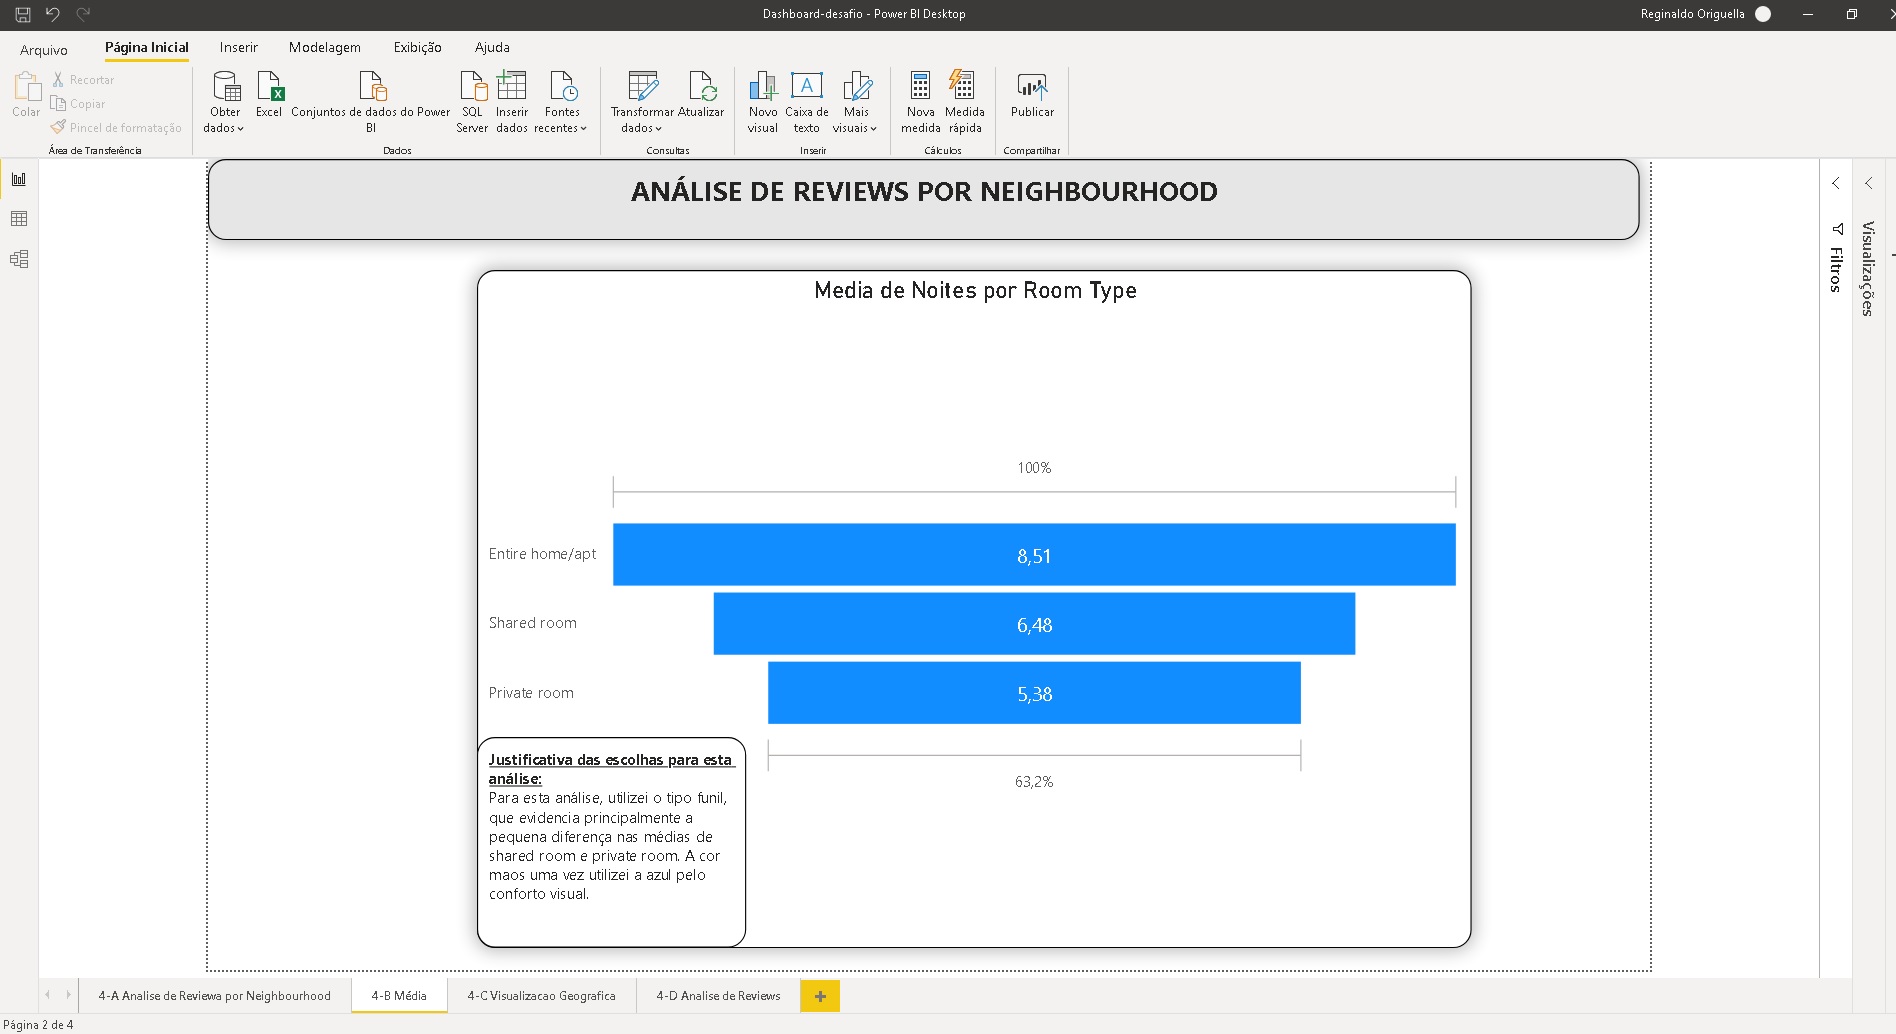 Dashboard-desafio - Power BI Desktop
Reginaldo Origuella
Arquivo
Página Inicial
Inserir
Modelagem
Exibição
Ajuda
Colar
Recortar
Copiar
Pincel de formatação
Área de Transferência
Obter
dados
Excel
Conjuntos de dados do Power
BI
SQL
Server
Inserir
dados
Fontes
recentes
Dados
Transformar
dados
Atualizar
Consultas
Novo
visual
Caixa de
texto
Mais
visuais
Inserir
Nova
medida
Medida
rápida
Cálculos
Publicar
Compartilhar
ANÁLISE DE REVIEWS POR NEIGHBOURHOOD
Media de Noites por Room Type
100%
Entire home/apt
8,51
Shared room
6,48
Private room
5,38
63,2%
Justificativa das escolhas para esta
análise:
Para esta análise, utilizei o tipo funil,
que evidencia principalmente a
pequena diferença nas médias de
shared room e private room. A cor
maos uma vez utilizei a azul pelo
conforto visual.
Filtros
Visualizações
4-A Analise de Reviewa por Neighbourhood
4-B Média
4-C Visualizacao Geografica
4-D Analise de Reviews
Página 2 de 4